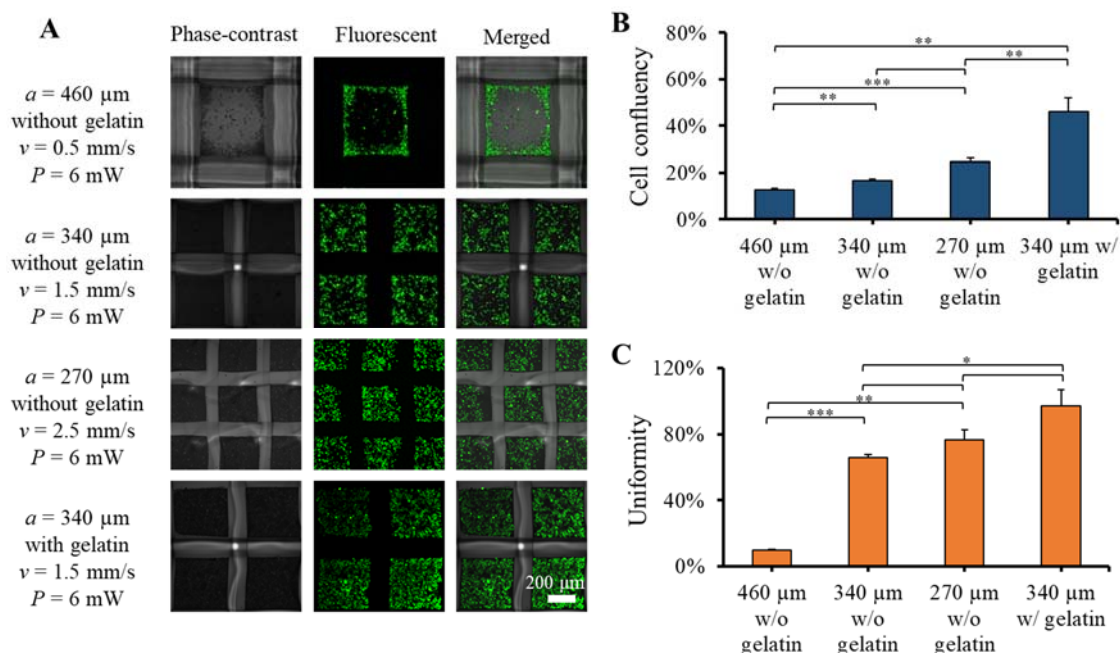 A
Phase-contrast
Fluorescent
Merged
a = 460 μm
without gelatin
v = 0.5 mm/s
P = 6 mW
a = 340 μm
without gelatin
v = 1.5 mm/s
P = 6 mW
a = 270 μm
without gelatin
v = 2.5 mm/s
P = 6 mW
a = 340 μm
with gelatin
v = 1.5 mm/s
P = 6 mW
200 μm
B
Cell confluency
80%
60%
40%
20%
0%
**
**
***
**
460 μm
w/o
gelatin
340 μm
w/o
gelatin
270 μm
w/o
gelatin
340 μm w/
gelatin
C
Uniformity
120%
80%
40%
0%
*
**
***
460 μm
w/o
gelatin
340 μm
w/o
gelatin
270 μm
w/o
gelatin
340 μm
w/ gelatin